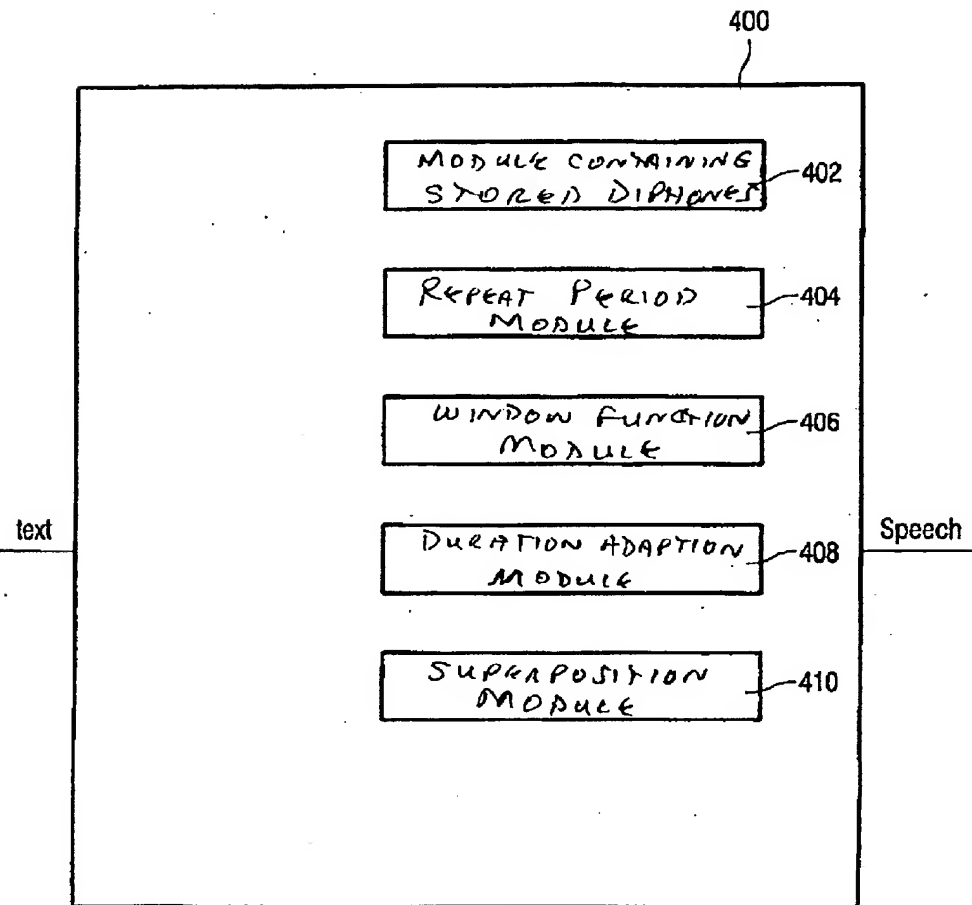 400
MODULE CONTAINING
STORED DIPHONES
402
REPEAT PERIOD
MODULE
404
WINDOW FUNCTION
MODULE
406
text
DURATION ADAPTION
MODULE
408
Speech
SUPERPOSITION
MODULE
410